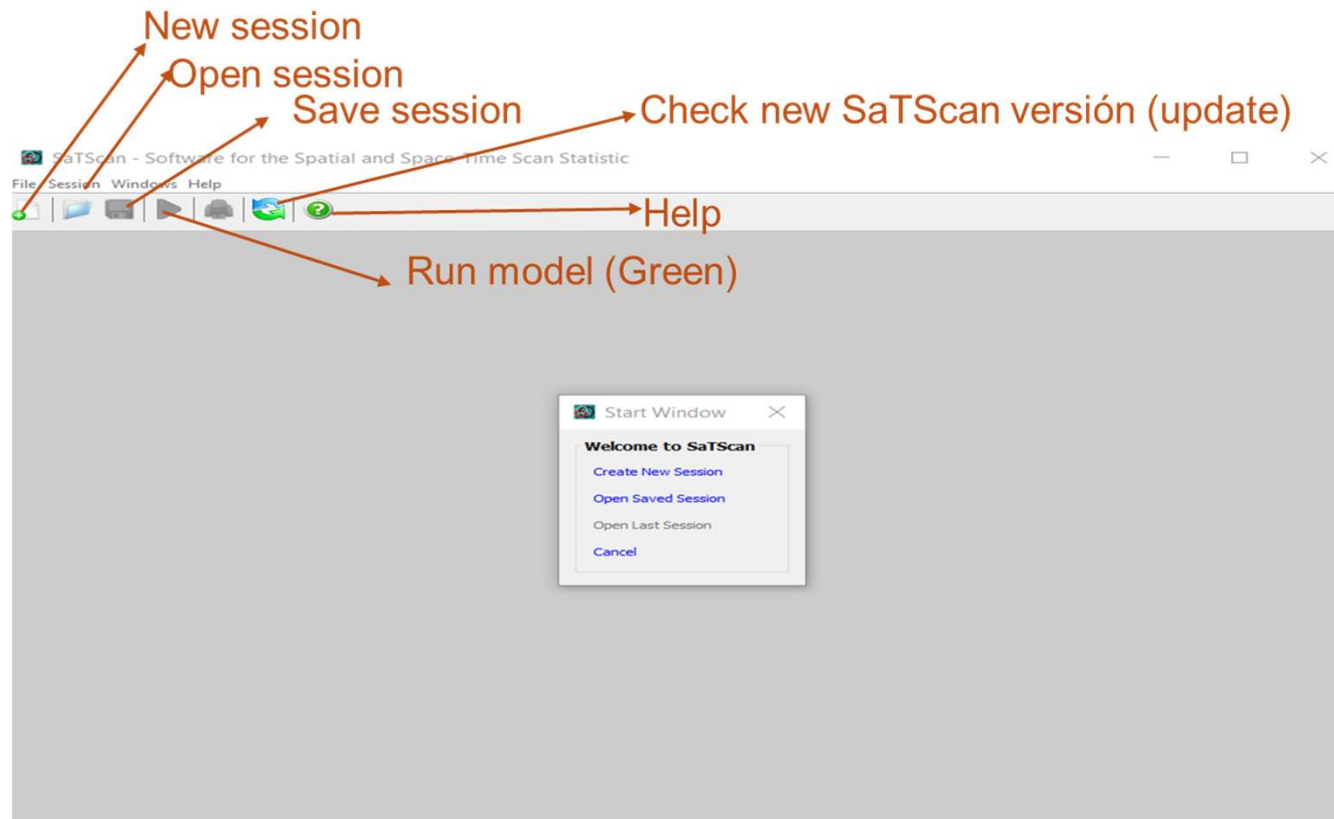 New session
Open session
Save session
Check new SaTScan versión (update)
SaTScan - Software for the Spatial and Space-Time Scan Statistic
File Session Windows Help
Help
Run model (Green)
Start Window
Welcome to SaTScan
Create New Session
Open Saved Session
Open Last Session
Cancel